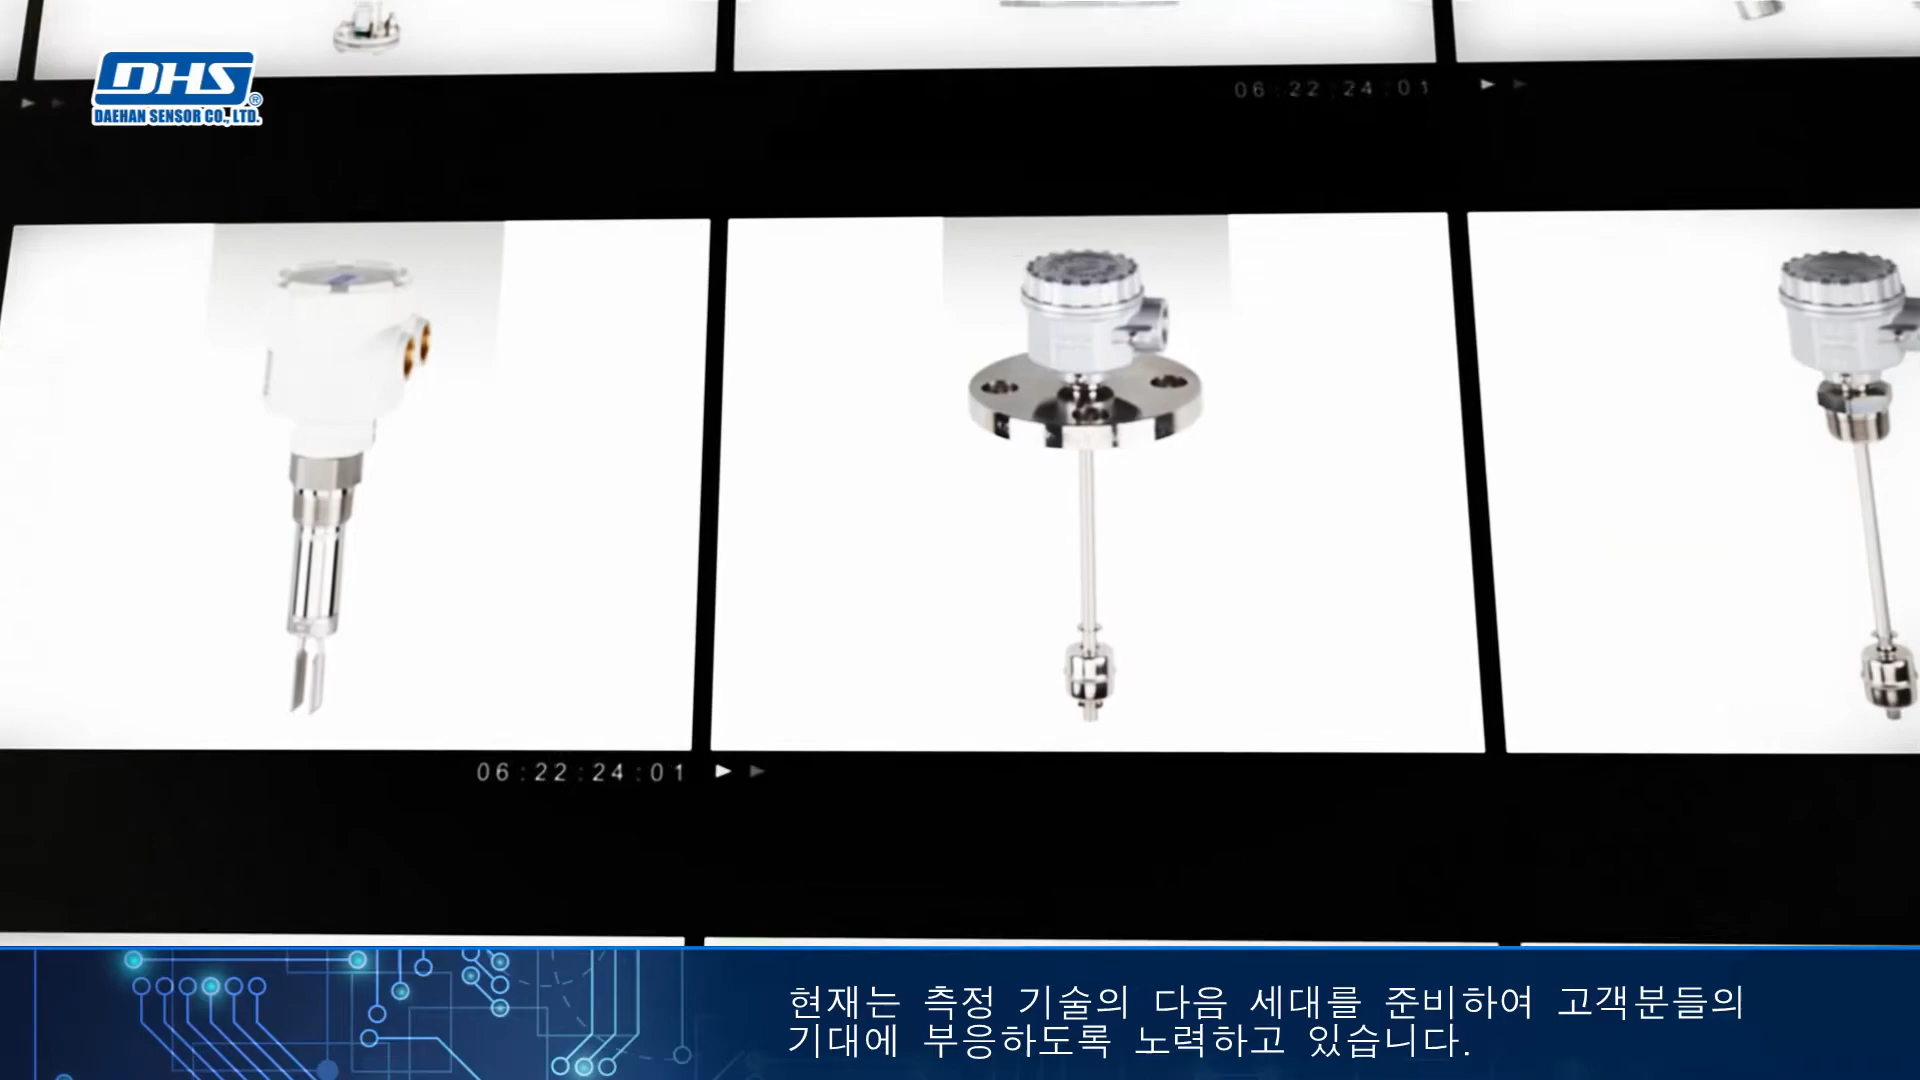 DHS
®
DAEHAN SENSOR CO., LTD.
06:22:24:01
06:22:24:01
현재는 측정 기술의 다음 세대를 준비하여 고객분들의
기대에 부응하도록 노력하고 있습니다.